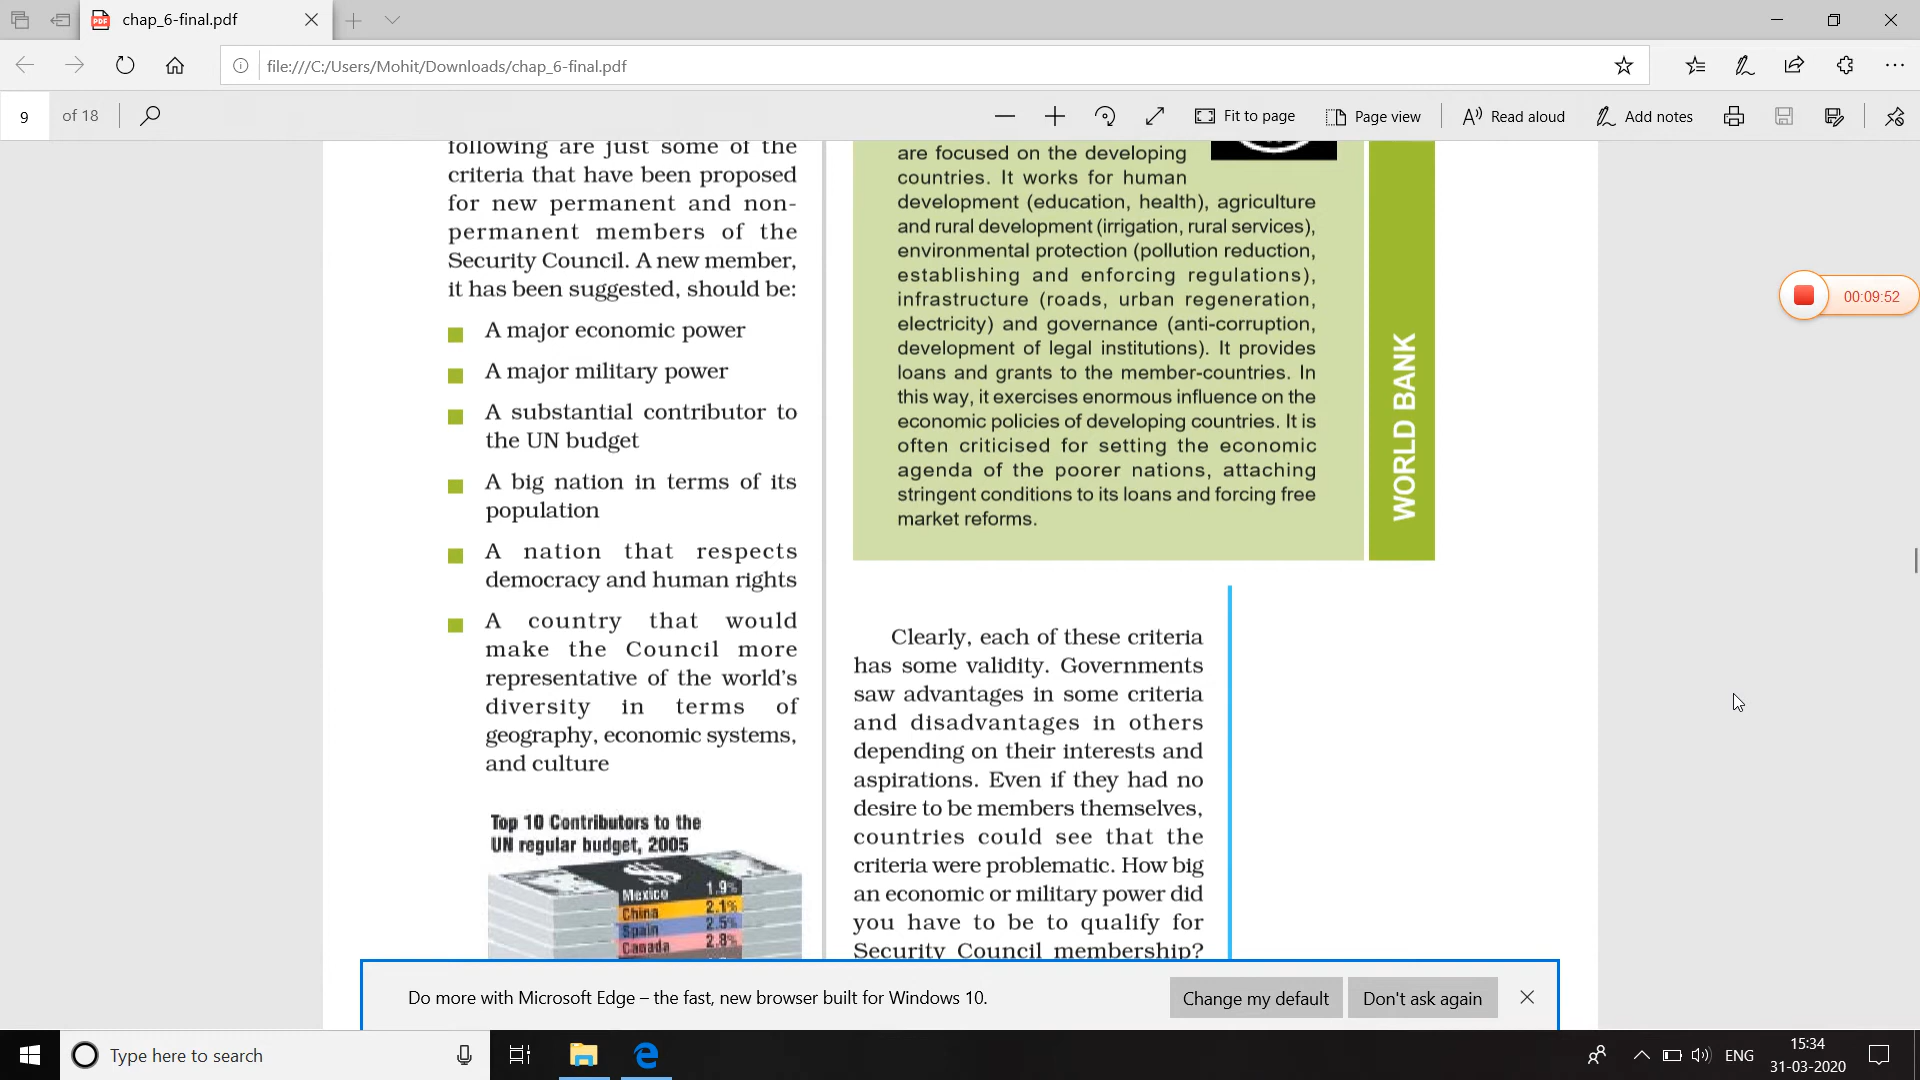 chap_6-final.pdf
file:///C:/Users/Mohit/Downloads/chap_6-final.pdf
9 of 18
Fit to page
Page view
Read aloud
Add notes
following are just some of the
criteria that have been proposed
for new permanent and non-
permanent members of the
Security Council. A new member,
it has been suggested, should be:
A major economic power
A major military power
A substantial contributor to
the UN budget
A big nation in terms of its
population
A nation that respects
democracy and human rights
A country that would
make the Council more
representative of the world's
diversity in terms of
geography, economic systems,
and culture
Top 10 Contributors to the
UN regular budget, 2005
Mexico 1.9%
China 2.1%
Spain 2.5%
Canada 2.8%
are focused on the developing
countries. It works for human
development (education, health), agriculture
and rural development (irrigation, rural services),
environmental protection (pollution reduction,
establishing and enforcing regulations),
infrastructure (roads, urban regeneration,
electricity) and governance (anti-corruption,
development of legal institutions). It provides
loans and grants to the member-countries. In
this way, it exercises enormous influence on the
economic policies of developing countries. It is
often criticised for setting the economic
agenda of the poorer nations, attaching
stringent conditions to its loans and forcing free
market reforms.
WORLD BANK
Clearly, each of these criteria
has some validity. Governments
saw advantages in some criteria
and disadvantages in others
depending on their interests and
aspirations. Even if they had no
desire to be members themselves,
countries could see that the
criteria were problematic. How big
an economic or military power did
you have to be to qualify for
Security Council membership?
00:09:52
Do more with Microsoft Edge – the fast, new browser built for Windows 10.
Change my default
Don't ask again
Type here to search
ENG
15:34
31-03-2020